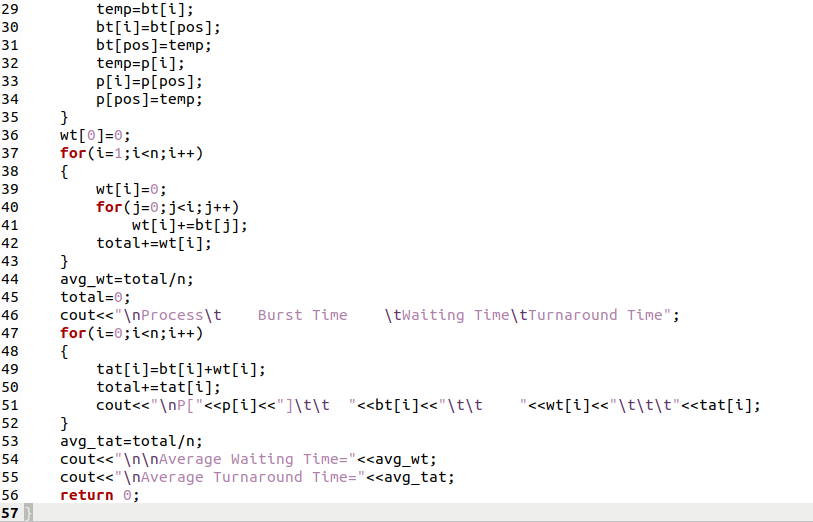 29         temp=bt[i];
30         bt[i]=bt[pos];
31         bt[pos]=temp;
32         temp=p[i];
33         p[i]=p[pos];
34         p[pos]=temp;
35     }
36     wt[0]=0;
37     for(i=1;i<n;i++)
38     {
39         wt[i]=0;
40         for(j=0;j<i;j++)
41             wt[i]+=bt[j];
42         total+=wt[i];
43     }
44     avg_wt=total/n;
45     total=0;
46     cout<<"\nProcess\t    Burst Time    \tWaiting Time\tTurnaround Time";
47     for(i=0;i<n;i++)
48     {
49         tat[i]=bt[i]+wt[i];
50         total+=tat[i];
51         cout<<"\nP["<<p[i]<<"]\t\t  "<<bt[i]<<"\t\t    "<<wt[i]<<"\t\t\t"<<tat[i];
52     }
53     avg_tat=total/n;
54     cout<<"\n\nAverage Waiting Time="<<avg_wt;
55     cout<<"\nAverage Turnaround Time="<<avg_tat;
56     return 0;
57 }